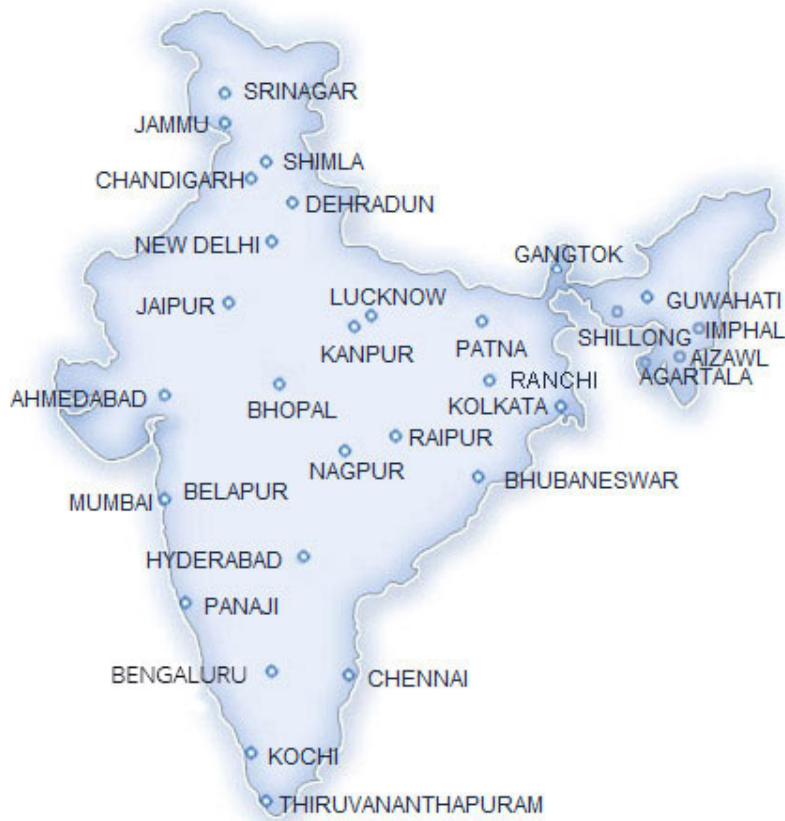 SRINAGAR
JAMMU
SHIMLA
CHANDIGARH
DEHRADUN
NEW DELHI
GANGTOK
LUCKNOW
JAIPUR
GUWAHATI
KANPUR
PATNA
SHILLONG
IMPHAL
AIZAWL
AGARTALA
RANCHI
AHMEDABAD
BHOPAL
KOLKATA
RAIPUR
NAGPUR
BHUBANESWAR
BELAPUR
MUMBAI
HYDERABAD
PANAJI
BENGALURU
CHENNAI
KOCHI
THIRUVANANTHAPURAM